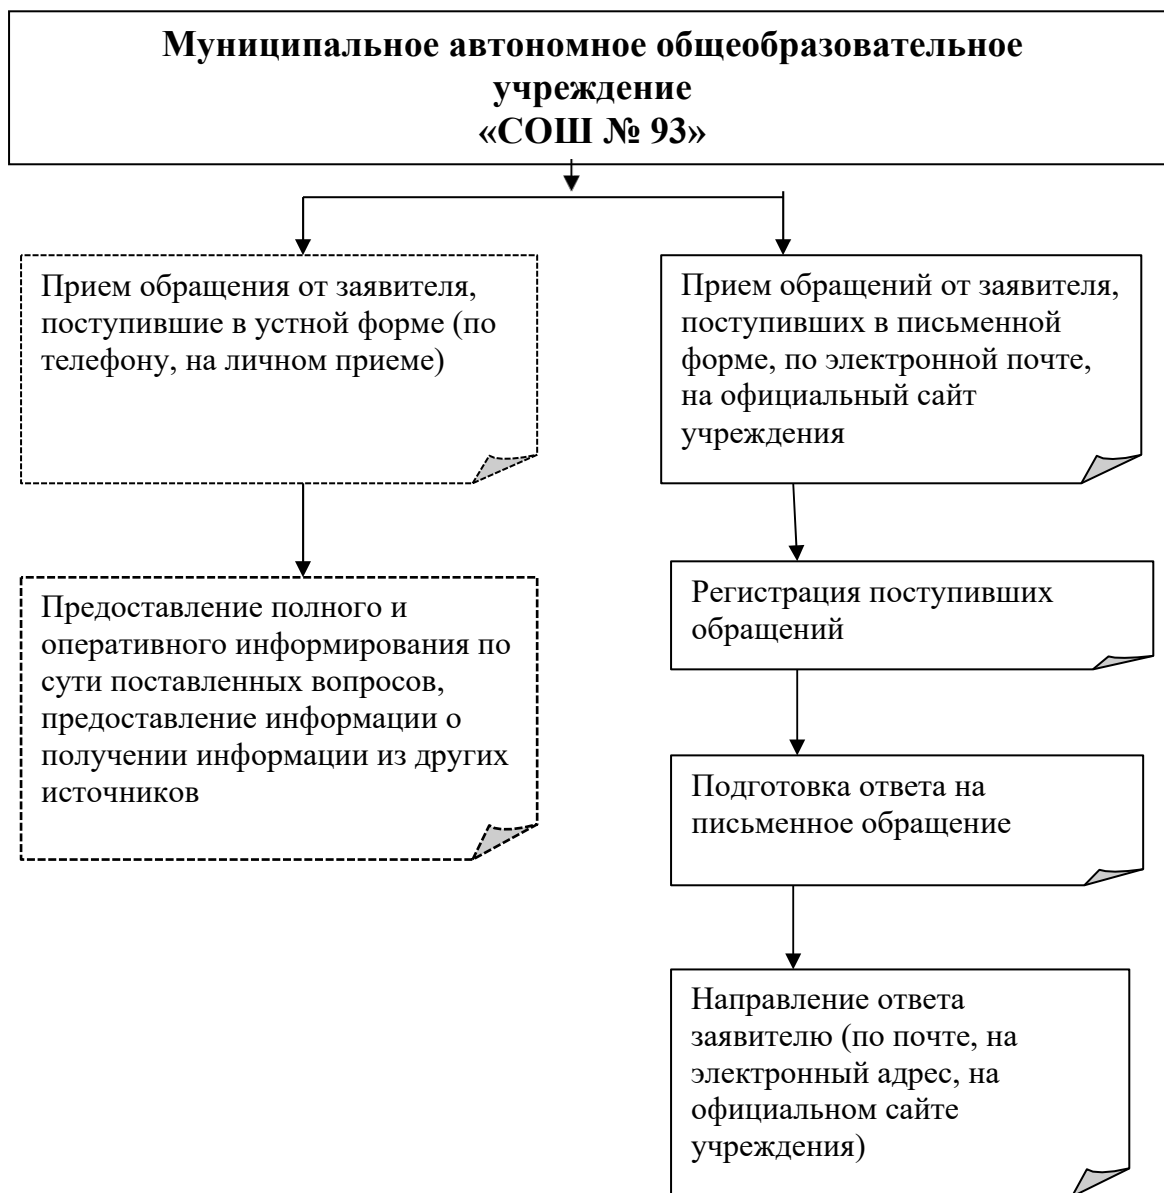 Муниципальное автономное общеобразовательное
учреждение
«СОШ № 93»
Прием обращения от заявителя,
поступившие в устной форме (по
телефону, на личном приеме)
Предоставление полного и
оперативного информирования по
сути поставленных вопросов,
предоставление информации о
получении информации из других
источников
Прием обращений от заявителя,
поступивших в письменной
форме, по электронной почте,
на официальный сайт
учреждения
Регистрация поступивших
обращений
Подготовка ответа на
письменное обращение
Направление ответа
заявителю (по почте, на
электронный адрес, на
официальном сайте
учреждения)